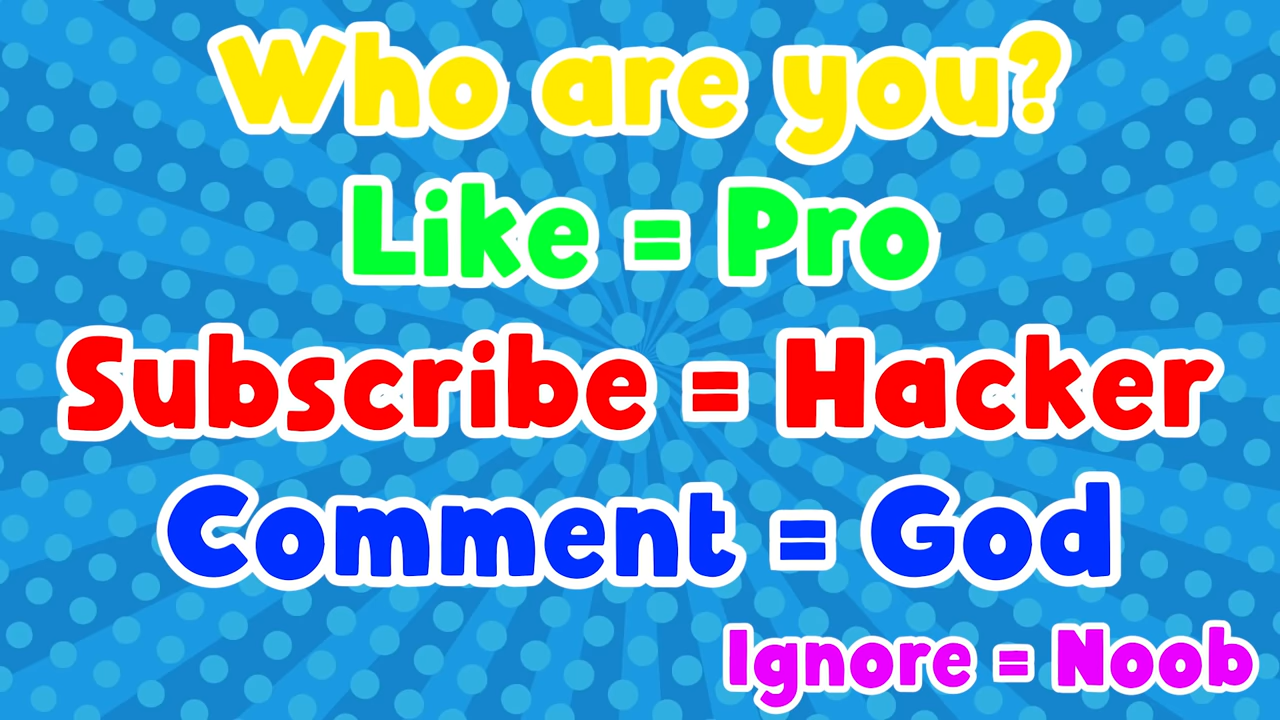 Who are you?
Like = Pro
Subscribe = Hacker
Comment = God
Ignore = Noob